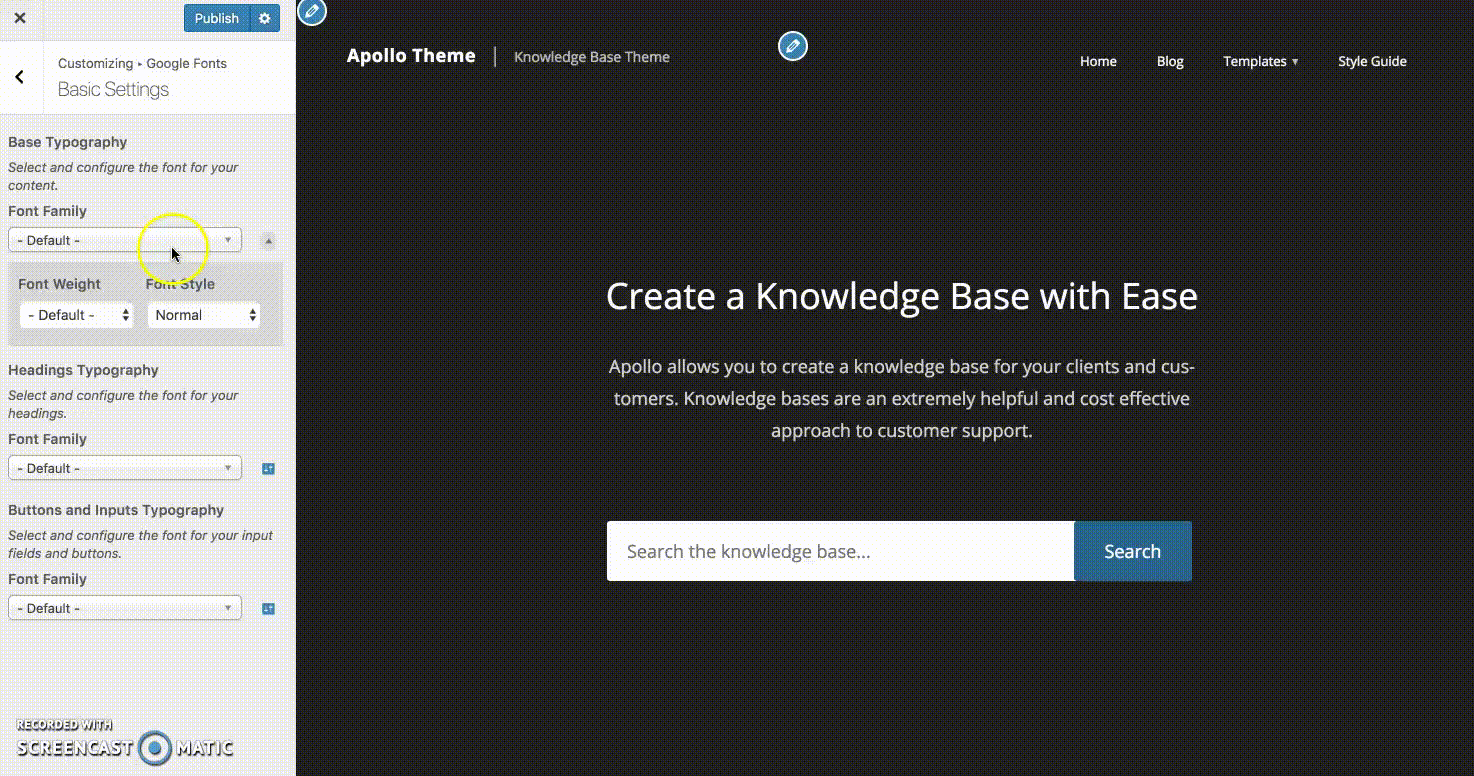 Publish
Customizing ▸ Google Fonts
Basic Settings
Base Typography
Select and configure the font for your
content.
Font Family
- Default -
Font Weight
Font Style
- Default -
Normal
Headings Typography
Select and configure the font for your
headings.
Font Family
- Default -
Buttons and Inputs Typography
Select and configure the font for your input
fields and buttons.
Font Family
- Default -
RECORDED WITH
SCREENCAST MATIC
Apollo Theme
Knowledge Base Theme
Home
Blog
Templates
Style Guide
Create a Knowledge Base with Ease
Apollo allows you to create a knowledge base for your clients and cus-
tomers. Knowledge bases are an extremely helpful and cost effective
approach to customer support.
Search the knowledge base...
Search